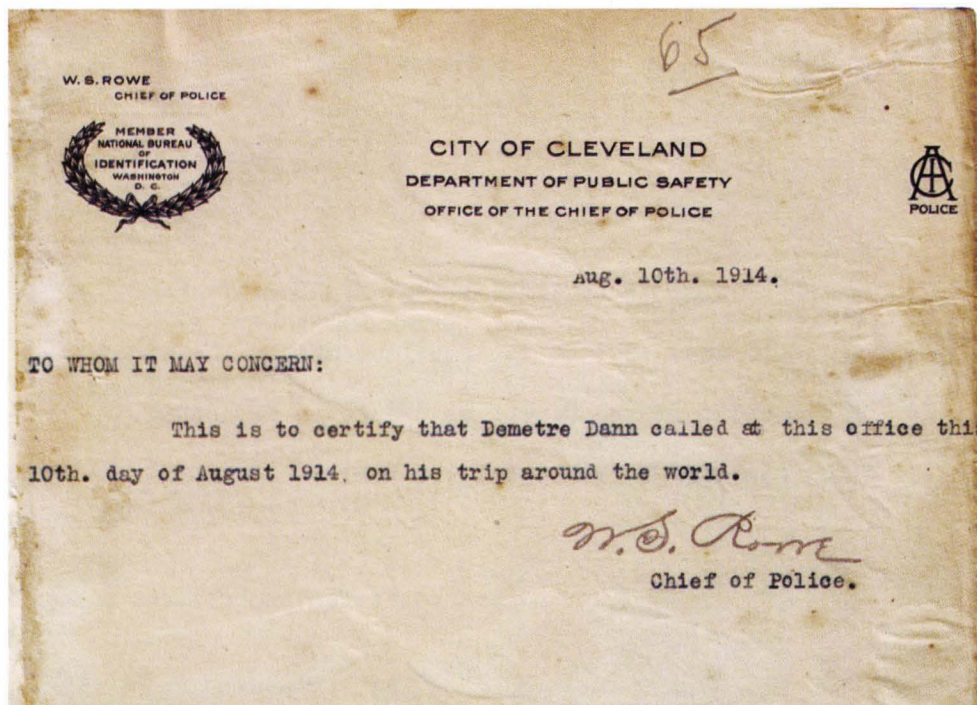 65
W. S. ROWE
CHIEF OF POLICE
MEMBER
NATIONAL BUREAU
OF
IDENTIFICATION
WASHINGTON
D. C.
CITY OF CLEVELAND
DEPARTMENT OF PUBLIC SAFETY
OFFICE OF THE CHIEF OF POLICE
POLICE
Aug. 10th. 1914.
TO WHOM IT MAY CONCERN:
This is to certify that Demetre Dann called at this office thi
10th. day of August 1914. on his trip around the world.
W. S. Rowe
Chief of Police.